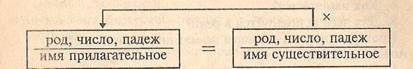 ×
род, число, падеж = род, число, падеж
имя прилагательное имя существительное